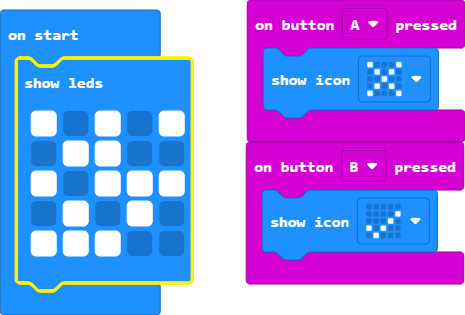 on start
show leds
on button A pressed
show icon
on button B pressed
show icon